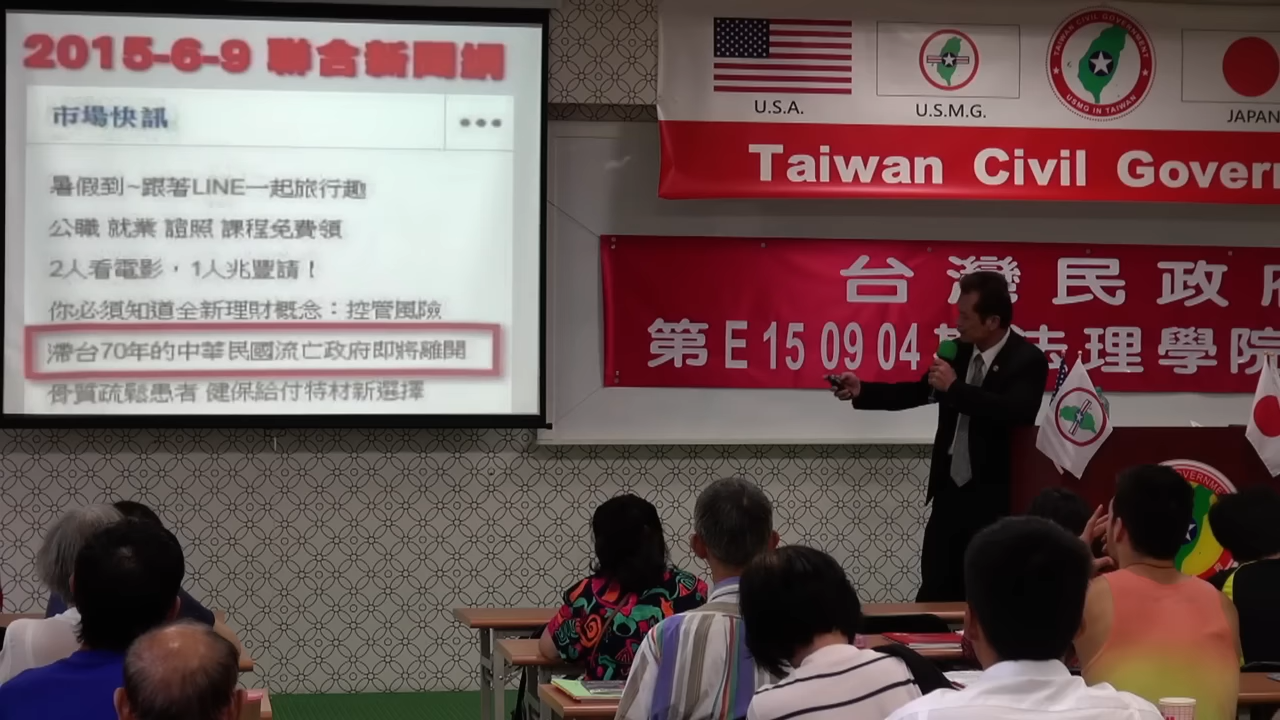 2015-6-9 聯合新聞網
市場快訊
暑假到~跟著LINE一起旅行趣
公職 就業 證照 課程免費領
2人看電影，1人兆豐請！
你必須知道全新理財概念：控管風險
滯台70年的中華民國流亡政府即將離開
骨質疏鬆患者 健保給付特材新選擇
U.S.A.
U.S.M.G.
TAIWAN CIVIL GOVERNMENT
USMG IN TAIWAN
JAPAN
Taiwan Civil Govern
台灣民政府
第E 15 09 04 志理學院